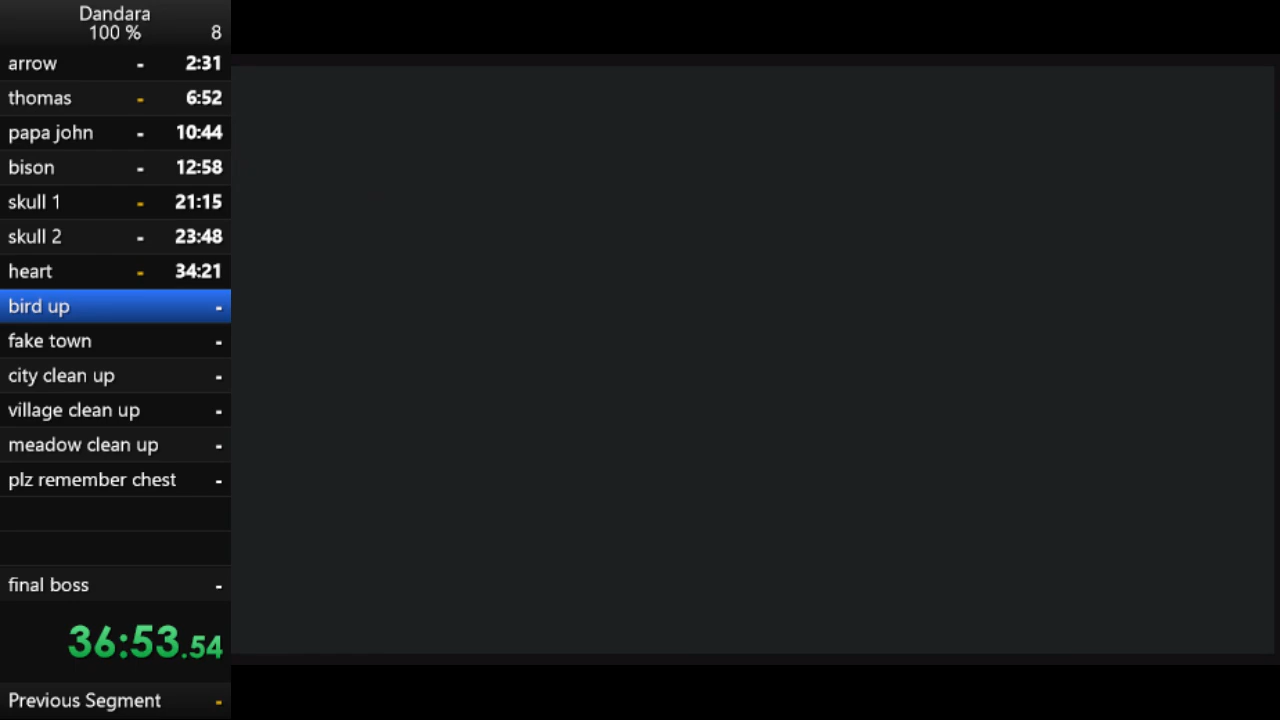 Dandara
100 % 8
arrow - 2:31
thomas - 6:52
papa john - 10:44
bison - 12:58
skull 1 - 21:15
skull 2 - 23:48
heart - 34:21
bird up -
fake town -
city clean up -
village clean up -
meadow clean up -
plz remember chest -
final boss -
36:53.54
Previous Segment -